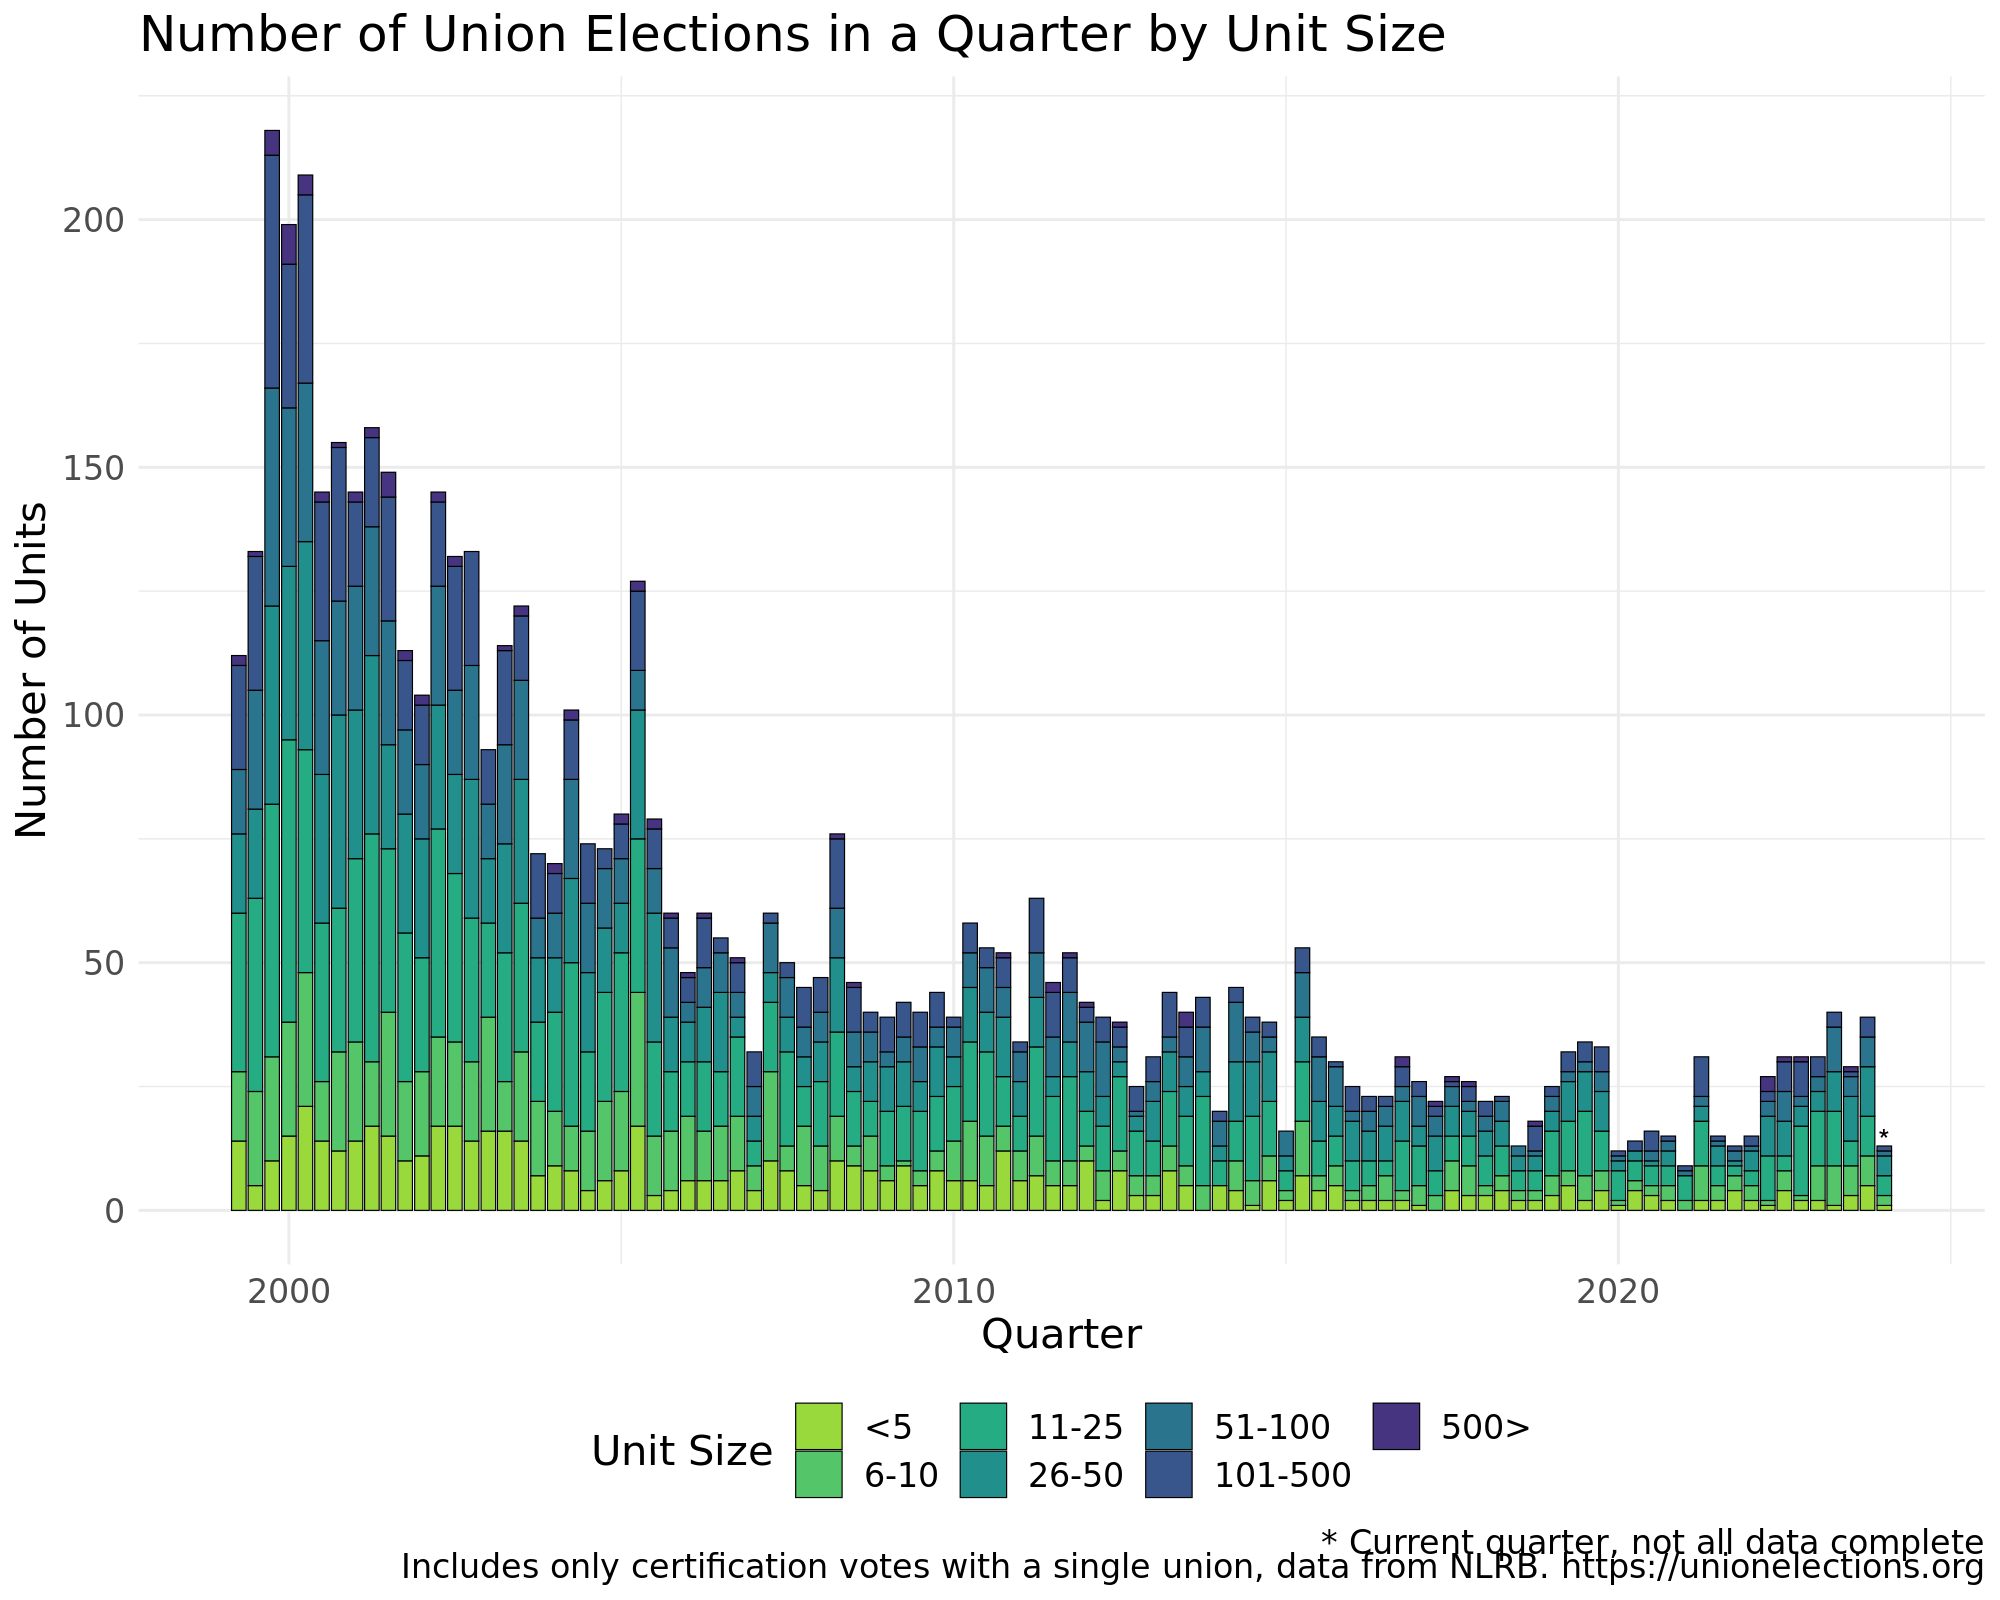 Number of Union Elections in a Quarter by Unit Size
Number of Units
200
150
100
50
0
*
2000 2010 2020
Quarter
Unit Size
<5 11-25 51-100 500>
6-10 26-50 101-500
* Current quarter, not all data complete
Includes only certification votes with a single union, data from NLRB. https://unionelections.org